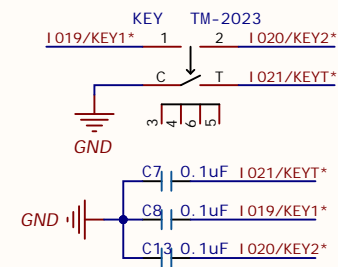 KEY TM-2023
IO19/KEY1* 1 2 IO20/KEY2*
C T IO21/KEYT*
3 4 6 5
GND
C7 0.1uF IO21/KEYT*
GND C8 0.1uF IO19/KEY1*
C13 0.1uF IO20/KEY2*